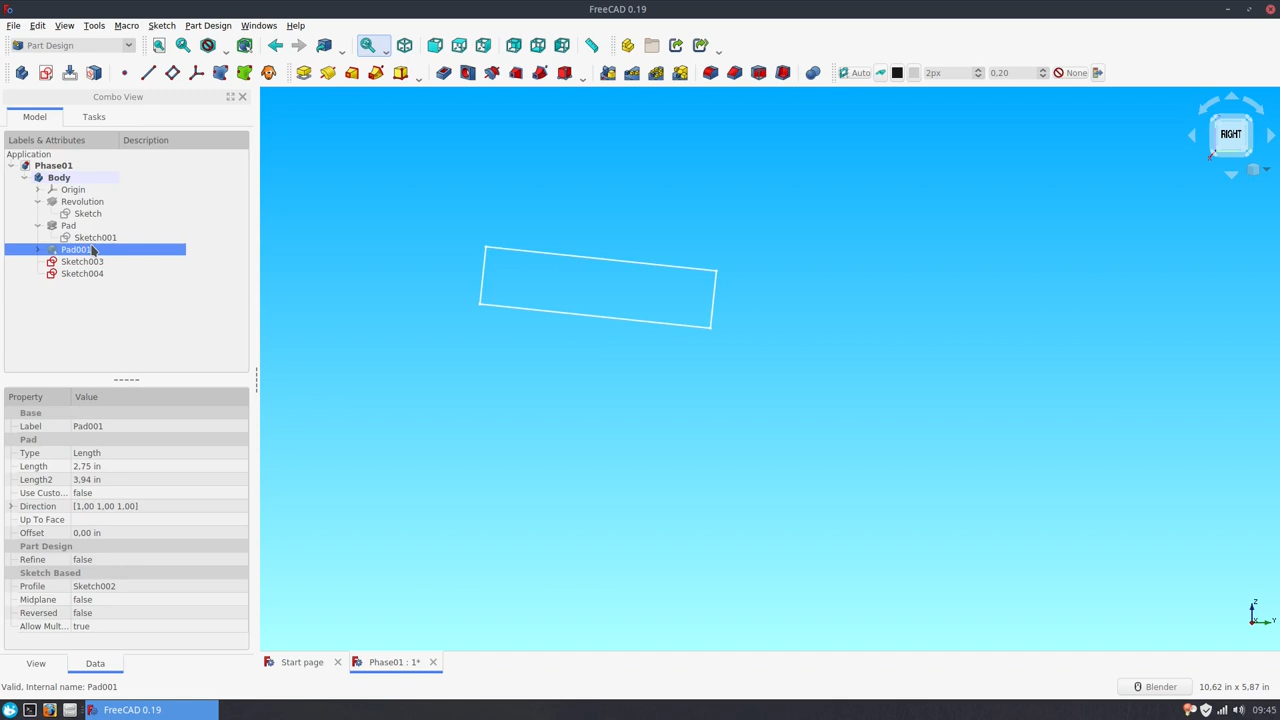 FreeCAD 0.19
File Edit View Tools Macro Sketch Part Design Windows Help
Part Design
Auto 2px 0,20 None
Combo View
Model Tasks
Labels & Attributes Description
Application
Phase01
Body
Origin
Revolution
Sketch
Pad
Sketch001
Pad001
Sketch003
Sketch004
RIGHT
Property Value
Base
Label Pad001
Pad
Type Length
Length 2,75 in
Length2 3,94 in
Use Custo... false
Direction [1,00 1,00 1,00]
Up To Face
Offset 0,00 in
Part Design
Refine false
Sketch Based
Profile Sketch002
Midplane false
Reversed false
Allow Mult... true
Z
Y
View Data
Start page Phase01 : 1*
Valid, Internal name: Pad001
Blender 10,62 in x 5,87 in
FreeCAD 0.19 09:45